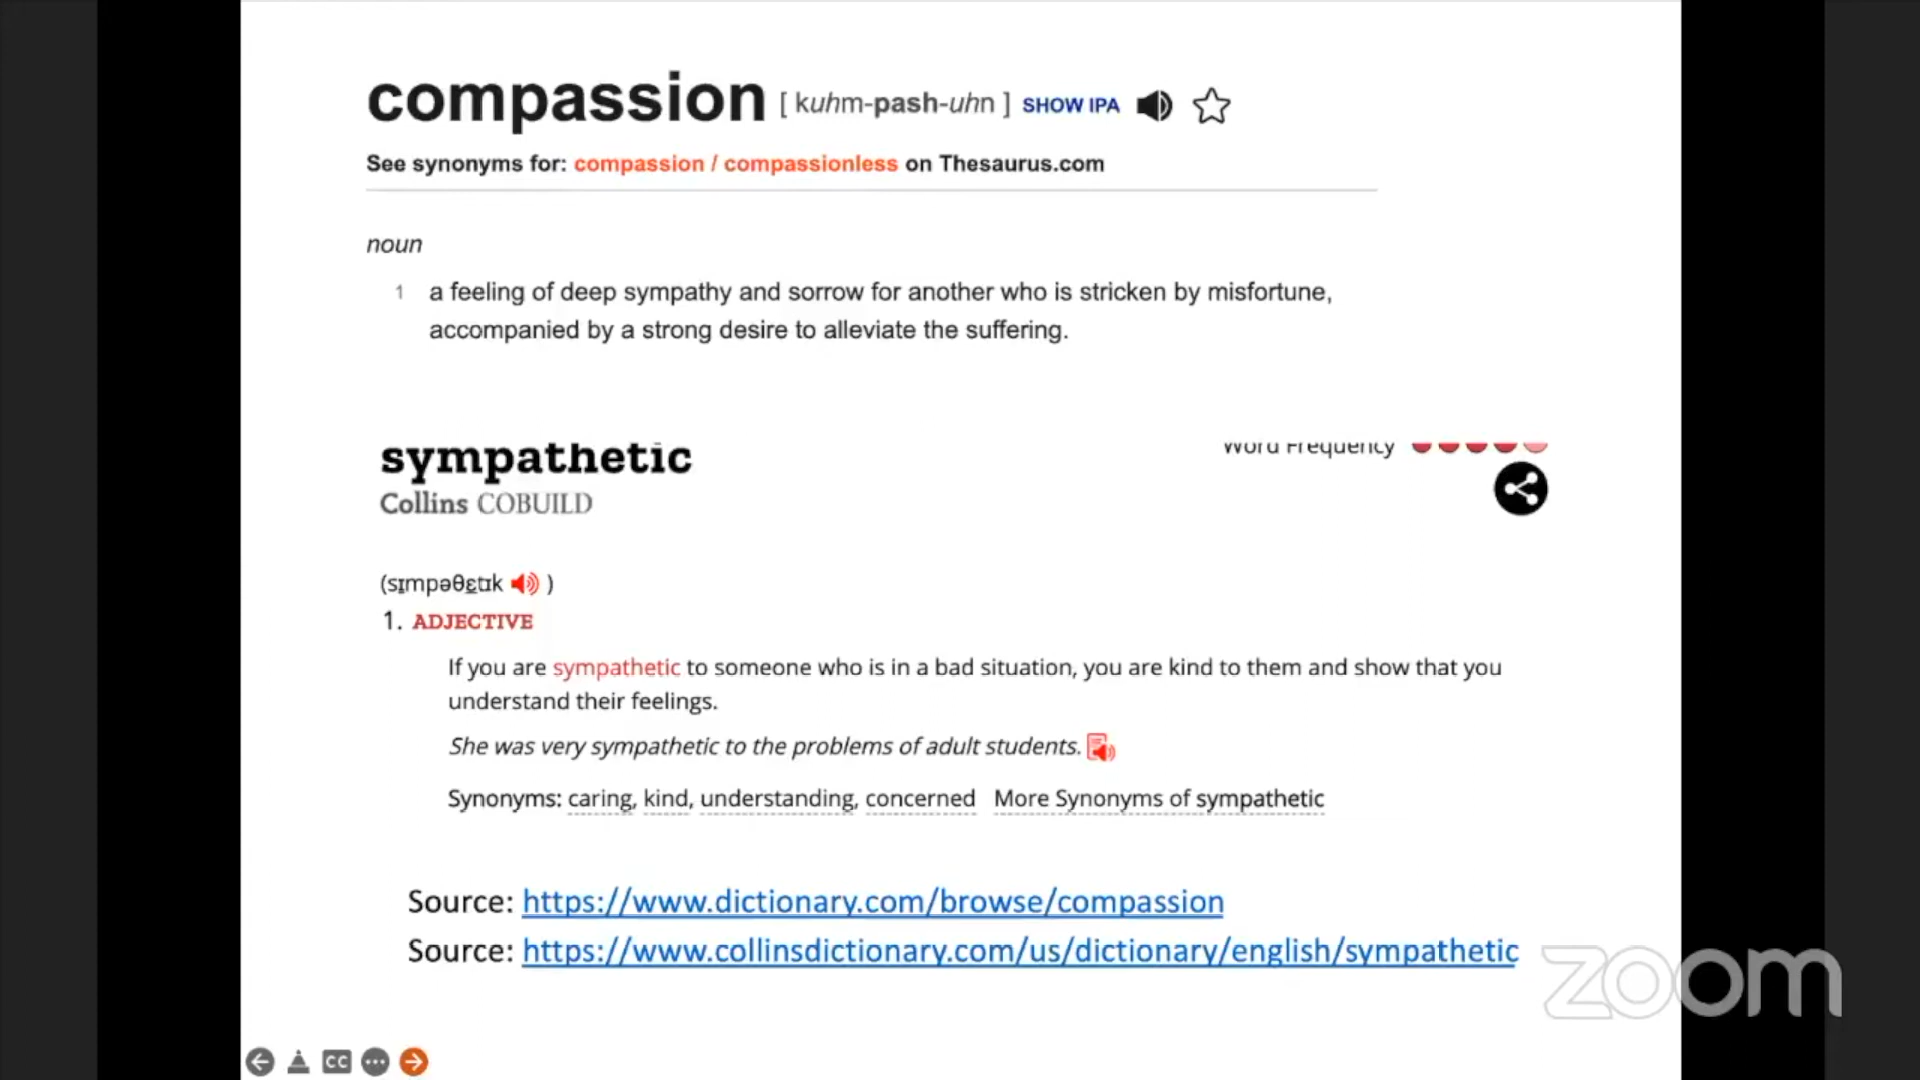 compassion [ kuhm-pash-uhn ] SHOW IPA
See synonyms for: compassion / compassionless on Thesaurus.com
noun
1 a feeling of deep sympathy and sorrow for another who is stricken by misfortune,
accompanied by a strong desire to alleviate the suffering.
sympathetic Word Frequency
Collins COBUILD
(sɪmpəθɛtɪk )
1. ADJECTIVE
If you are sympathetic to someone who is in a bad situation, you are kind to them and show that you
understand their feelings.
She was very sympathetic to the problems of adult students.
Synonyms: caring, kind, understanding, concerned More Synonyms of sympathetic
Source: https://www.dictionary.com/browse/compassion
Source: https://www.collinsdictionary.com/us/dictionary/english/sympathetic
zoom
CC